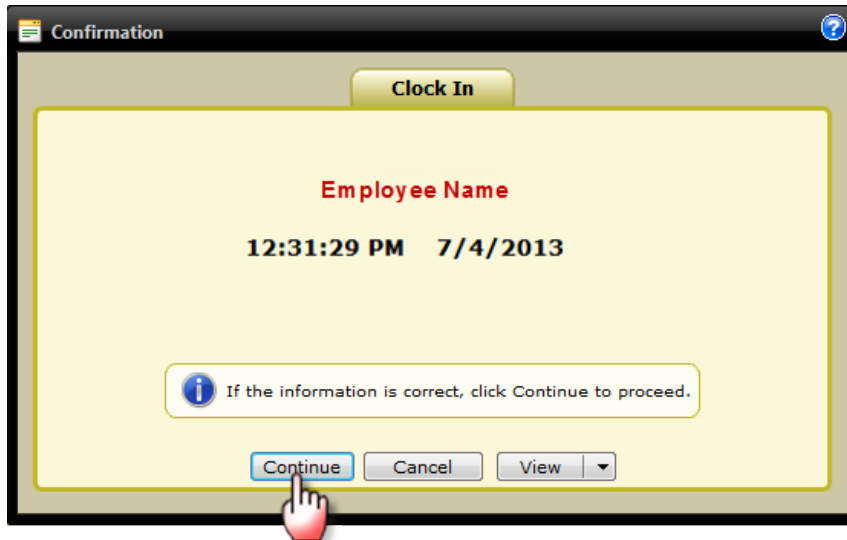 Confirmation
Clock In
Employee Name
12:31:29 PM 7/4/2013
If the information is correct, click Continue to proceed.
Continue Cancel View